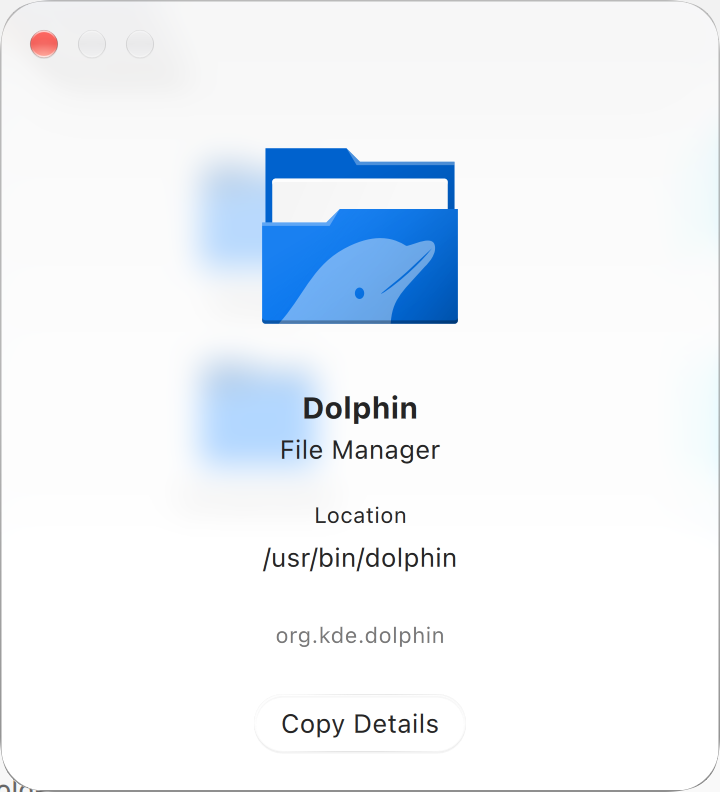 Dolphin
File Manager
Location
/usr/bin/dolphin
org.kde.dolphin
Copy Details